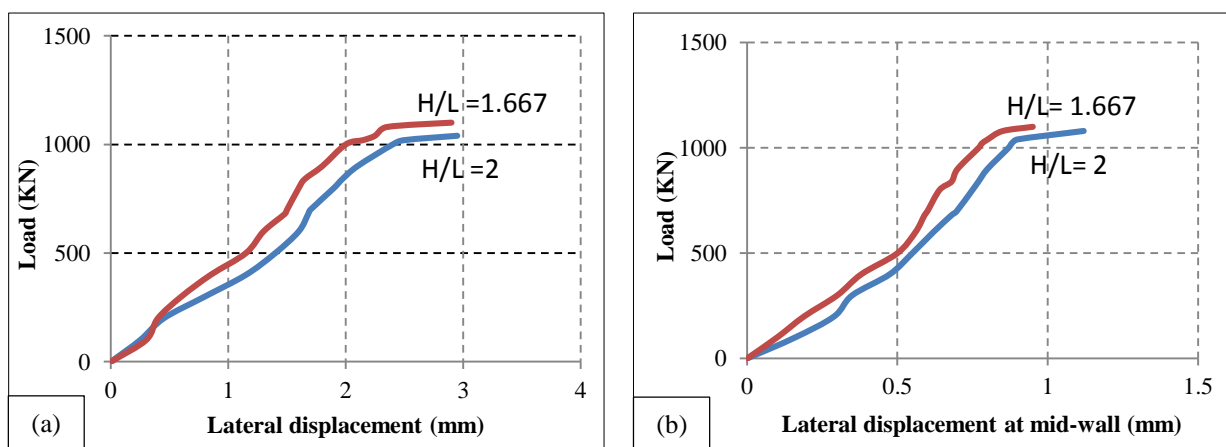 1500
1000
500
0
Load (KN)
H/L =1.667
H/L =2
0 1 2 3 4
Lateral displacement (mm)
(a)
1500
1000
500
0
Load (KN)
H/L= 1.667
H/L= 2
0 0.5 1 1.5
Lateral displacement at mid-wall (mm)
(b)